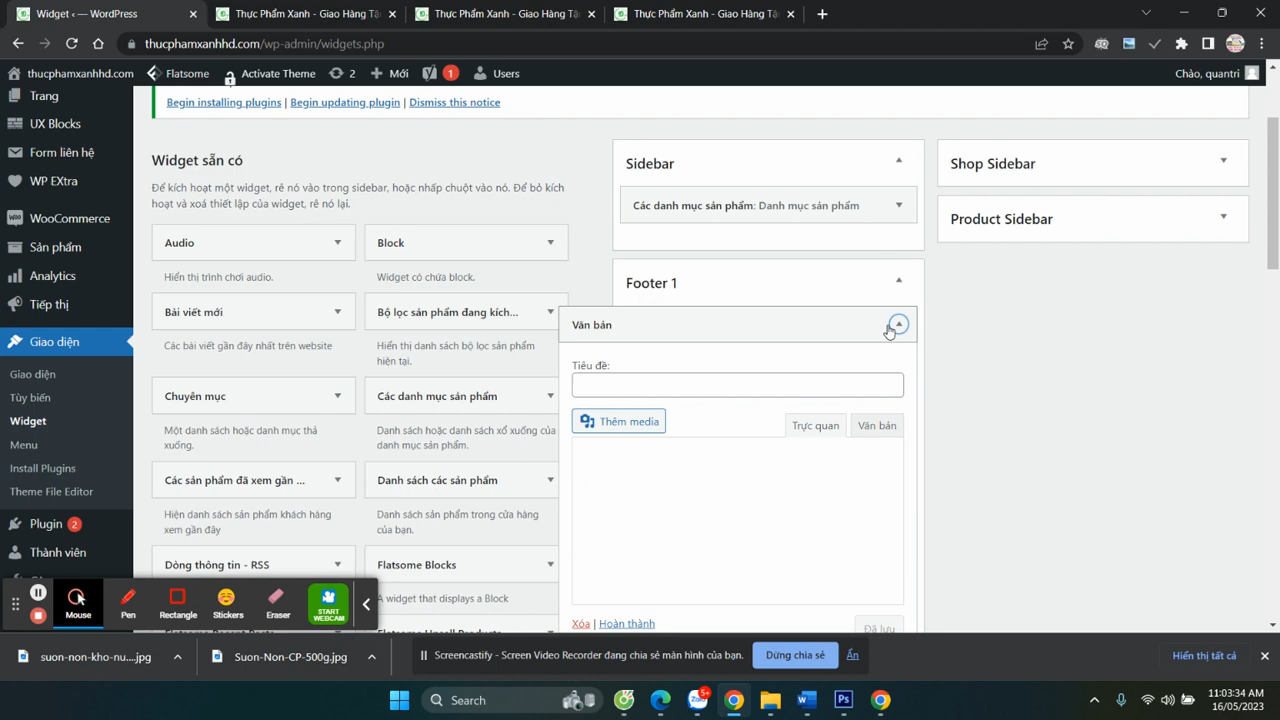 Widget ‹ — WordPress
Thực Phẩm Xanh - Giao Hàng Tậ
Thực Phẩm Xanh - Giao Hàng Tậ
Thực Phẩm Xanh - Giao Hàng Tậ
thucphamxanhhd.com/wp-admin/widgets.php
thucphamxanhhd.com
Flatsome
Activate Theme
2
Mới
1
Users
Chào, quantri
Trang
UX Blocks
Form liên hệ
WP EXtra
WooCommerce
Sản phẩm
Analytics
Tiếp thị
Giao diện
Giao diện
Tùy biến
Widget
Menu
Install Plugins
Theme File Editor
Plugin 2
Thành viên
Begin installing plugins | Begin updating plugin | Dismiss this notice
Widget sẵn có
Để kích hoạt một widget, rê nó vào trong sidebar, hoặc nhấp chuột vào nó. Để bỏ kích
hoạt và xoá thiết lập của widget, rê nó lại.
Audio
Hiển thị trình chơi audio.
Block
Widget có chứa block.
Bài viết mới
Các bài viết gần đây nhất trên website
Bộ lọc sản phẩm đang kích...
Hiển thị danh sách bộ lọc sản phẩm
hiện tại.
Chuyên mục
Một danh sách hoặc danh mục thả
xuống.
Các danh mục sản phẩm
Danh sách hoặc danh sách xổ xuống của
danh mục sản phẩm.
Các sản phẩm đã xem gần ...
Hiện danh sách sản phẩm khách hàng
xem gần đây
Danh sách các sản phẩm
Danh sách sản phẩm trong cửa hàng
của bạn.
Dòng thông tin - RSS
Flatsome Blocks
A widget that displays a Block
Sidebar
Các danh mục sản phẩm: Danh mục sản phẩm
Footer 1
Văn bản
Tiêu đề:
Thêm media
Trực quan
Văn bản
Xóa | Hoàn thành
Đã lưu
Shop Sidebar
Product Sidebar
Mouse
Pen
Rectangle
Stickers
Eraser
START
WEBCAM
suon-non-kho-nu....jpg
Suon-Non-CP-500g.jpg
Screencastify - Screen Video Recorder đang chia sẻ màn hình của bạn.
Dừng chia sẻ
Ẩn
Hiển thị tất cả
Search
5+
11:03:34 AM
16/05/2023